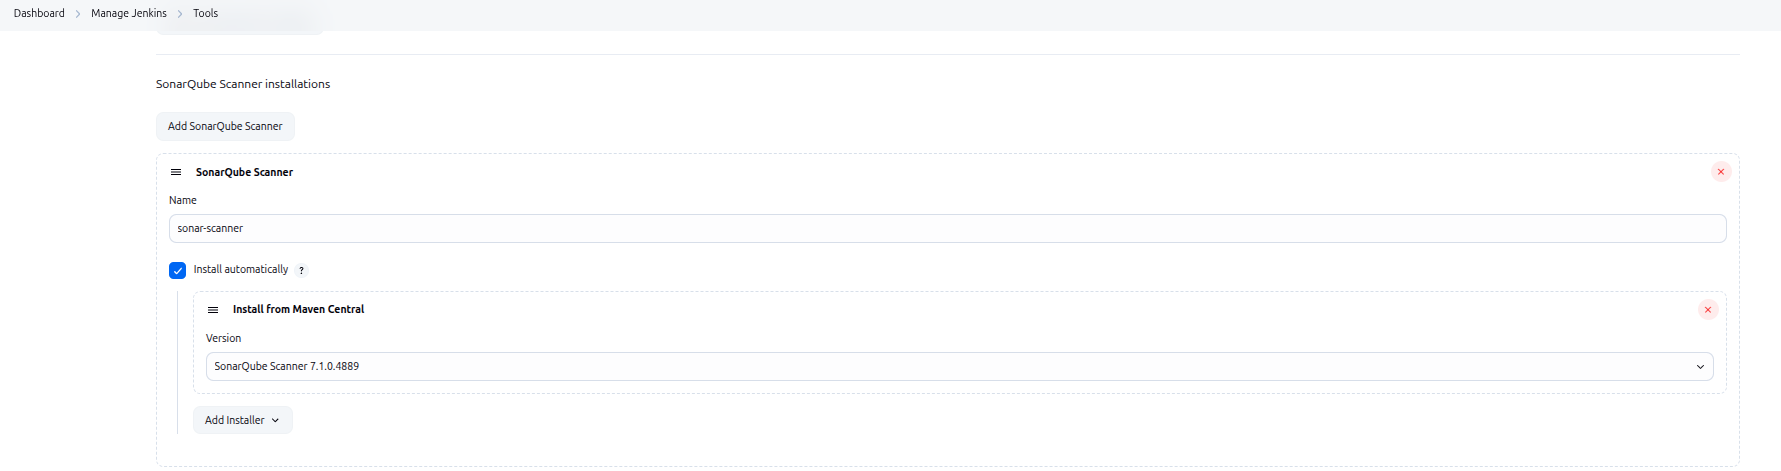 Dashboard > Manage Jenkins > Tools
SonarQube Scanner installations
Add SonarQube Scanner
SonarQube Scanner
Name
sonar-scanner
Install automatically ?
Install from Maven Central
Version
SonarQube Scanner 7.1.0.4889
Add Installer